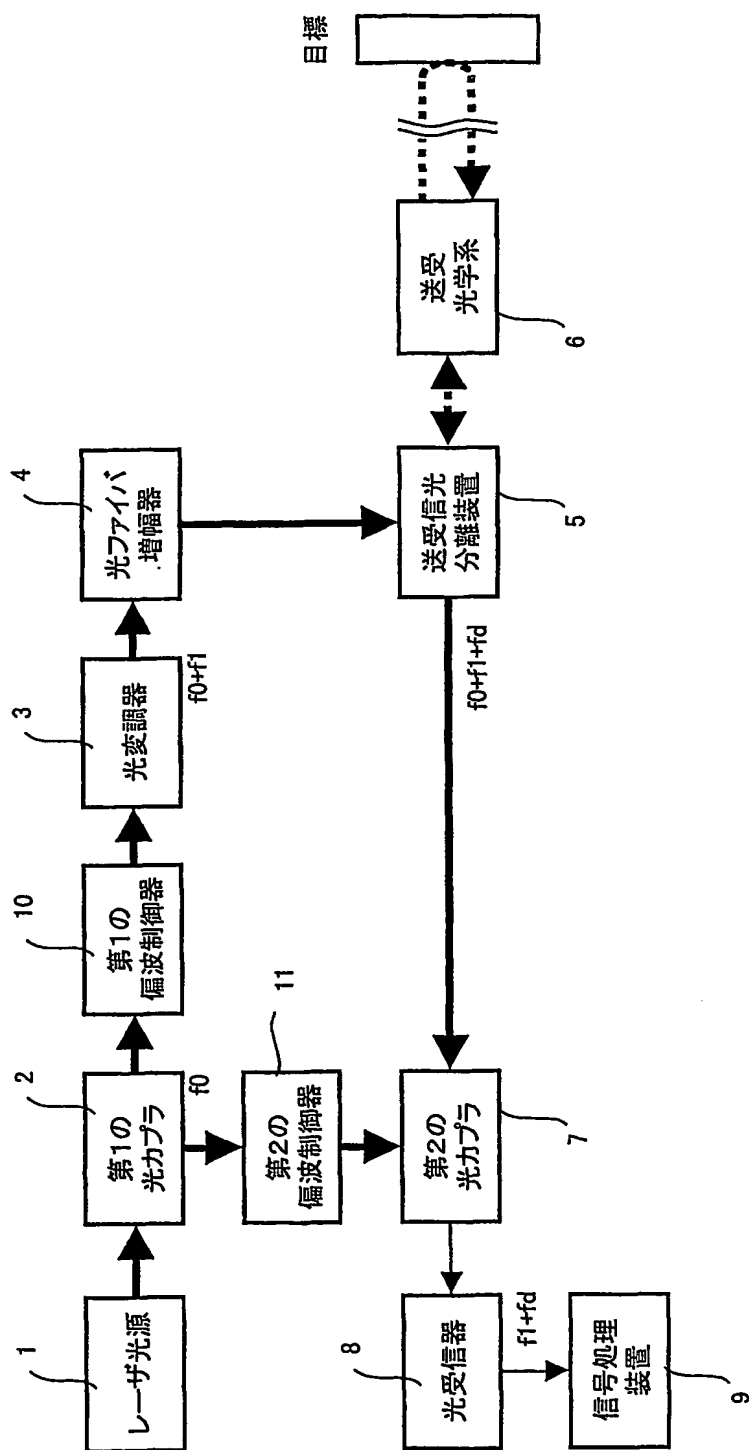 1
レーザ光源
2
第1の
光カプラ
f0
10
第1の
偏波制御器
3
光変調器
f0+f1
4
光ファイバ
.増幅器
11
第2の
偏波制御器
8
光受信器
f1+fd
7
第2の
光カプラ
f0+f1+fd
5
送受信光
分離装置
6
送受
光学系
目標
9
信号処理
装置